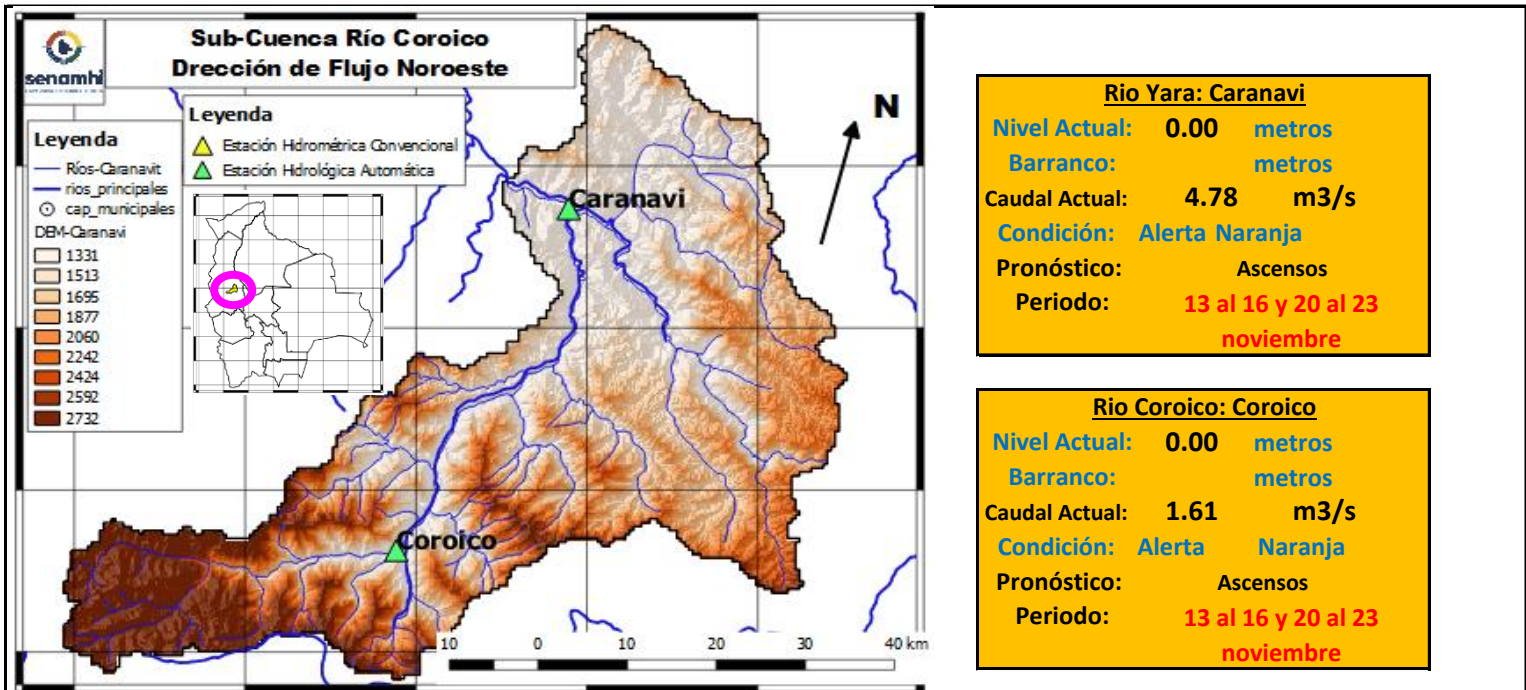 senamhi
Sub-Cuenca Río Coroico
Drección de Flujo Noroeste
Leyenda
Ríos-Caranavit
rios_principales
cap_municipales
DEM-Caranavi
1331
1513
1695
1877
2060
2242
2424
2592
2732
Leyenda
Estación Hidrométrica Convencional
Estación Hidrológica Automática
N
Caranavi
Coroico
10 0 10 20 30 40 km
Rio Yara: Caranavi
Nivel Actual: 0.00 metros
Barranco: metros
Caudal Actual: 4.78 m3/s
Condición: Alerta Naranja
Pronóstico: Ascensos
Periodo: 13 al 16 y 20 al 23
noviembre
Rio Coroico: Coroico
Nivel Actual: 0.00 metros
Barranco: metros
Caudal Actual: 1.61 m3/s
Condición: Alerta Naranja
Pronóstico: Ascensos
Periodo: 13 al 16 y 20 al 23
noviembre